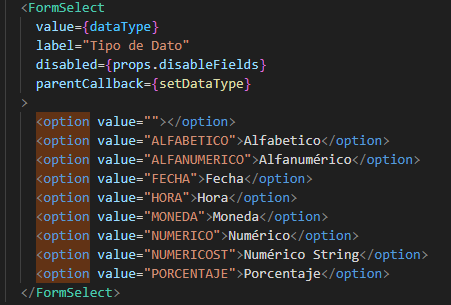 <FormSelect
value={dataType}
label="Tipo de Dato"
disabled={props.disableFields}
parentCallback={setDataType}
>
<option value=""></option>
<option value="ALFABETICO">Alfabetico</option>
<option value="ALFANUMERICO">Alfanumérico</option>
<option value="FECHA">Fecha</option>
<option value="HORA">Hora</option>
<option value="MONEDA">Moneda</option>
<option value="NUMERICO">Numérico</option>
<option value="NUMERICOST">Numérico String</option>
<option value="PORCENTAJE">Porcentaje</option>
</FormSelect>